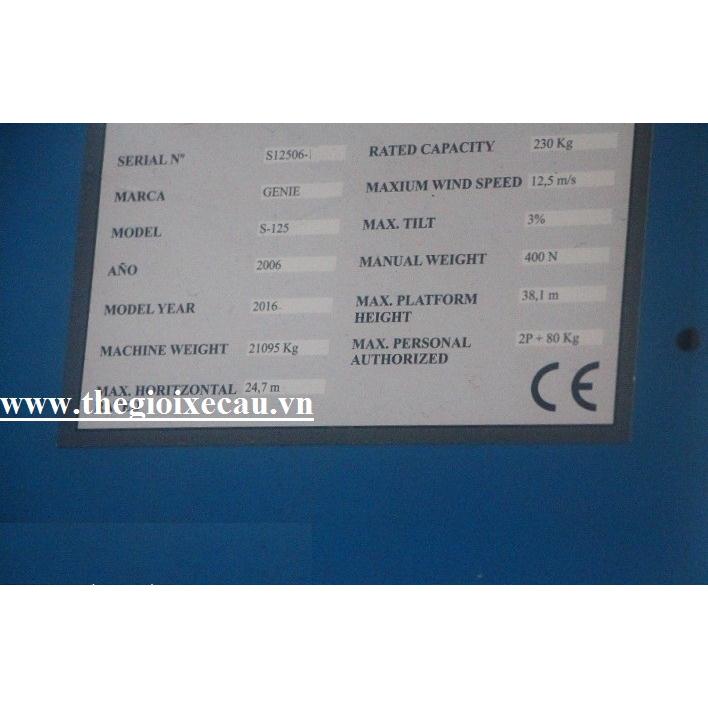 SERIAL Nº S12506-
MARCA GENIE
MODEL S-125
AÑO 2006
MODEL YEAR 2016
MACHINE WEIGHT 21095 Kg
MAX. HORITZONTAL 24,7 m
RATED CAPACITY 230 Kg
MAXIUM WIND SPEED 12,5 m/s
MAX. TILT 3%
MANUAL WEIGHT 400 N
MAX. PLATFORM 38,1 m
HEIGHT
MAX. PERSONAL 2P + 80 Kg
AUTHORIZED
CE
www.thegioixecau.vn